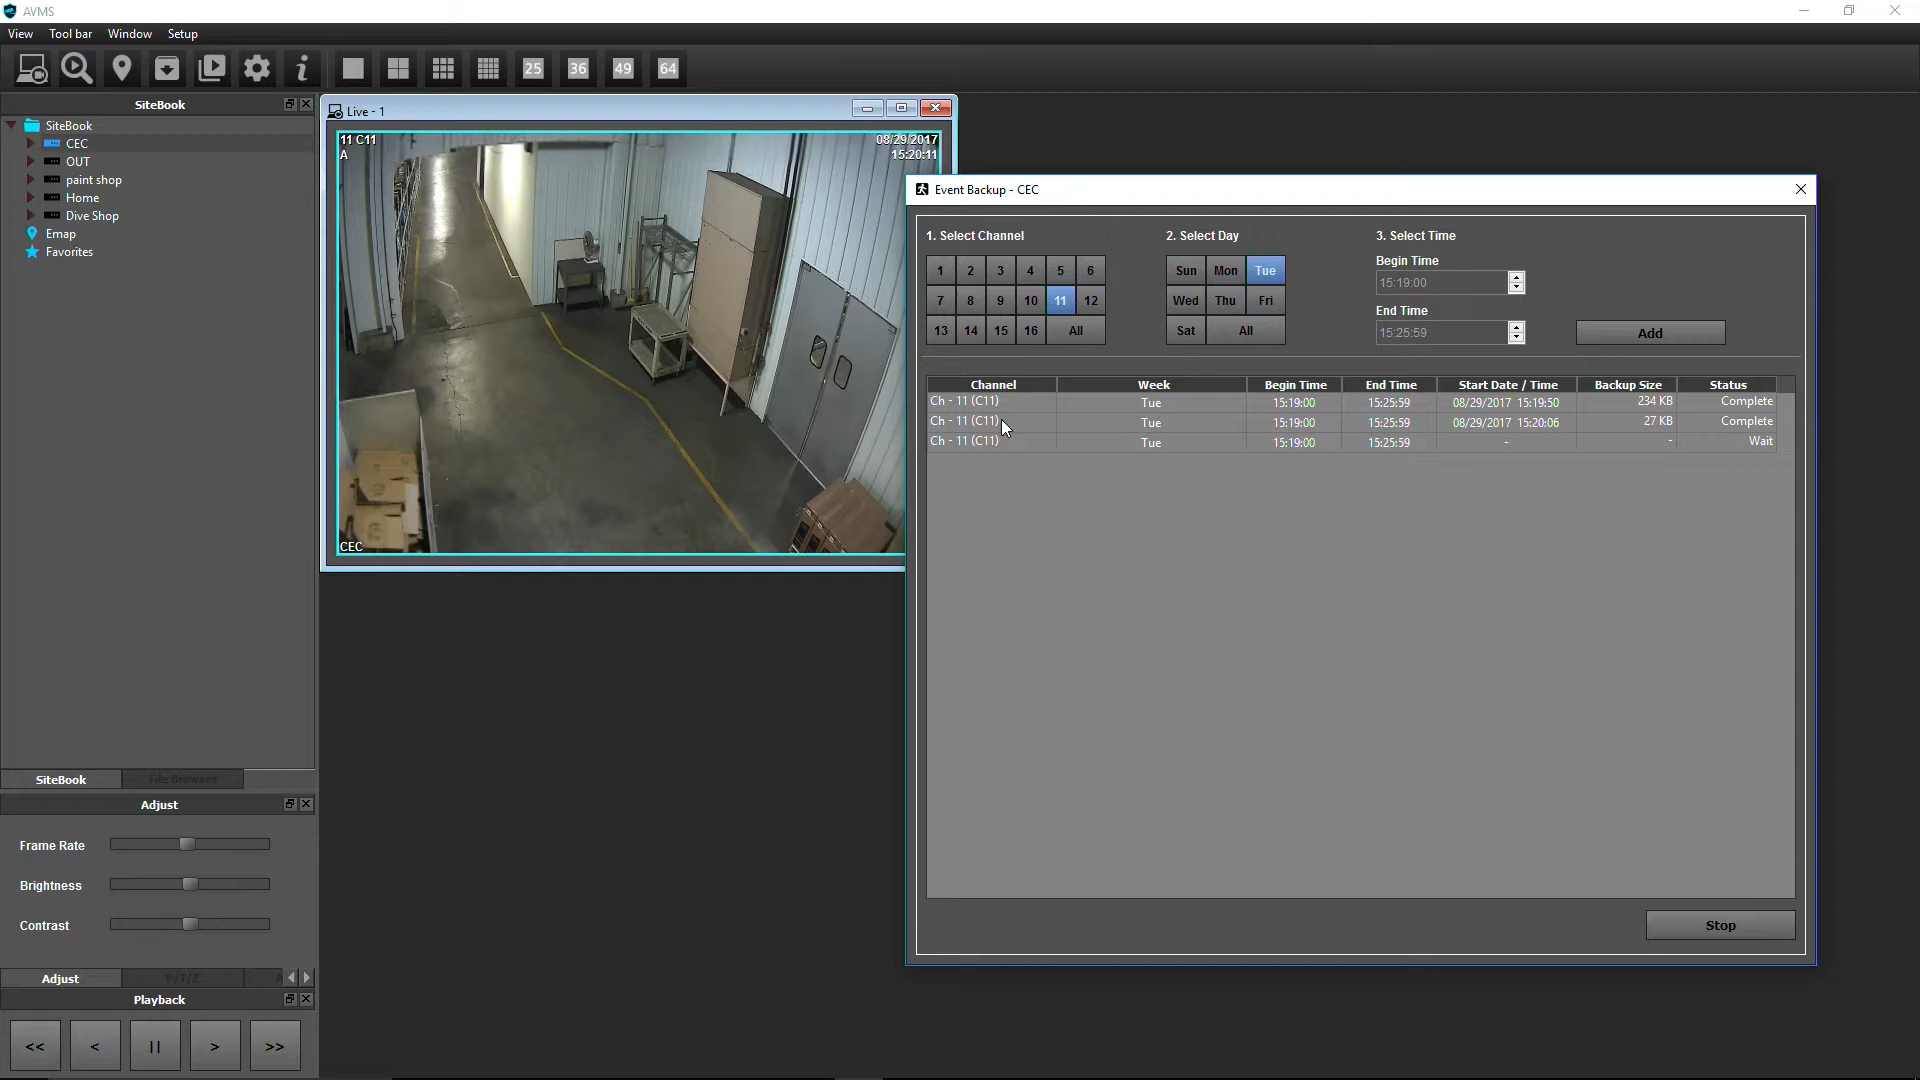 AVMS
View Tool bar Window Setup
25 36 49 64
SiteBook
SiteBook
CEC
OUT
paint shop
Home
Dive Shop
Emap
Favorites
SiteBook File Browser
Adjust
Frame Rate
Brightness
Contrast
Adjust P/T/Z
Playback
<< < || > >>
Live - 1
11 C11 08/29/2017
A 15:20:11
CEC
Event Backup - CEC
1. Select Channel 2. Select Day 3. Select Time
Begin Time
1 2 3 4 5 6 Sun Mon Tue 15:19:00
7 8 9 10 11 12 Wed Thu Fri End Time
13 14 15 16 All Sat All 15:25:59 Add
Channel Week Begin Time End Time Start Date / Time Backup Size Status
Ch - 11 (C11) Tue 15:19:00 15:25:59 08/29/2017 15:19:50 234 KB Complete
Ch - 11 (C11) Tue 15:19:00 15:25:59 08/29/2017 15:20:06 27 KB Complete
Ch - 11 (C11) Tue 15:19:00 15:25:59 - - Wait
Stop